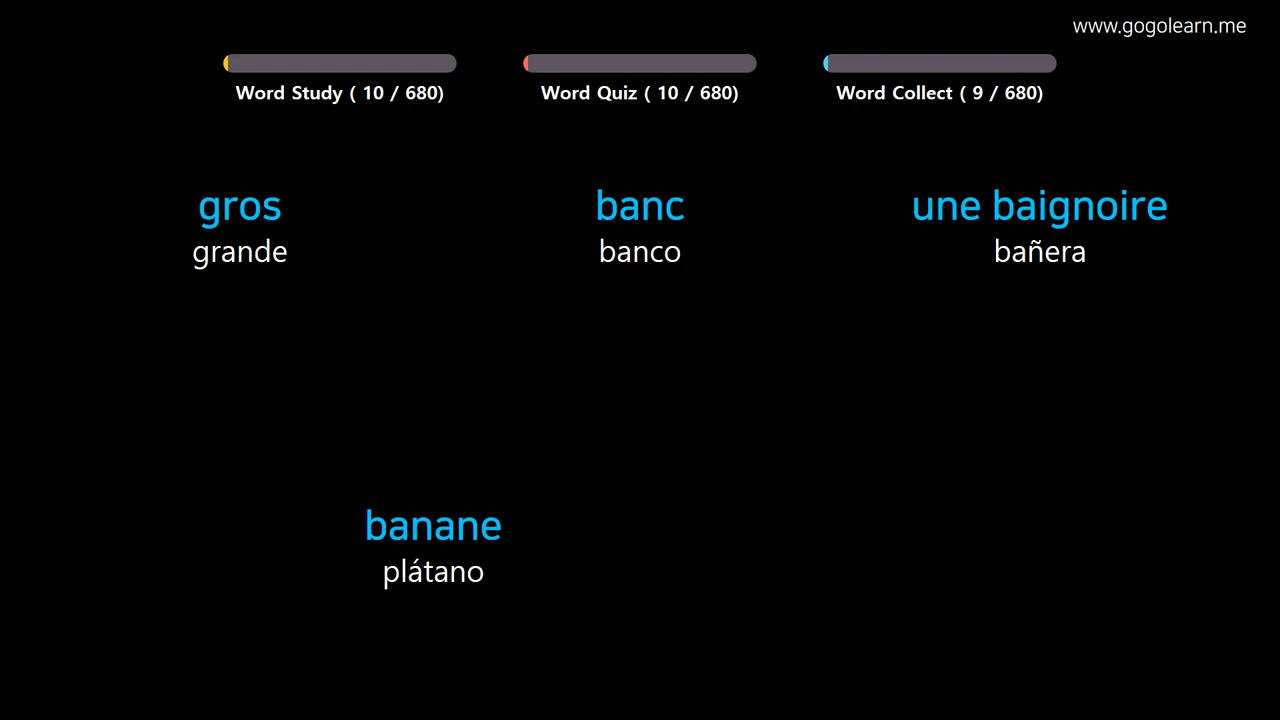 www.gogolearn.me
Word Study ( 10 / 680)
Word Quiz ( 10 / 680)
Word Collect ( 9 / 680)
gros
grande
banc
banco
une baignoire
bañera
banane
plátano